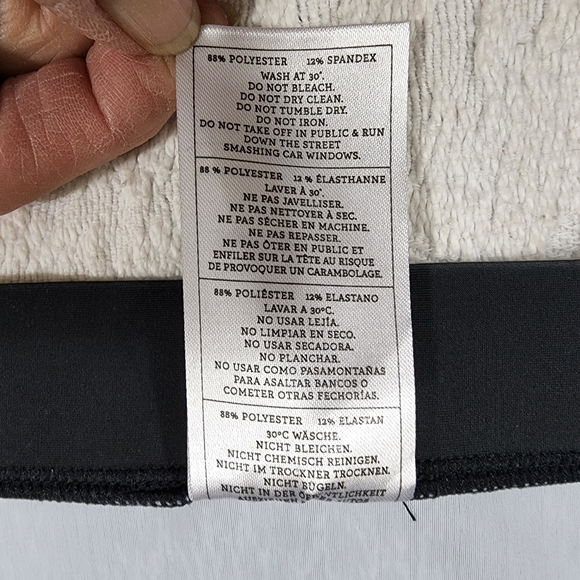 88% POLYESTER 12% SPANDEX
WASH AT 30°.
DO NOT BLEACH.
DO NOT DRY CLEAN.
DO NOT TUMBLE DRY.
DO NOT IRON.
DO NOT TAKE OFF IN PUBLIC & RUN
DOWN THE STREET
SMASHING CAR WINDOWS.
88 % POLYESTER 12 % ÉLASTHANNE
LAVER À 30°.
NE PAS JAVELLISER.
NE PAS NETTOYER À SEC.
NE PAS SÉCHER EN MACHINE.
NE PAS REPASSER.
NE PAS ÔTER EN PUBLIC ET
ENFILER SUR LA TÊTE AU RISQUE
DE PROVOQUER UN CARAMBOLAGE.
88% POLIÉSTER 12% ELASTANO
LAVAR A 30°C.
NO USAR LEJÍA.
NO LIMPIAR EN SECO.
NO USAR SECADORA.
NO PLANCHAR.
NO USAR COMO PASAMONTAÑAS
PARA ASALTAR BANCOS O
COMETER OTRAS FECHORÍAS.
88% POLYESTER 12% ELASTAN
30°C WÄSCHE.
NICHT BLEICHEN.
NICHT CHEMISCH REINIGEN.
NICHT IM TROCKNER TROCKNEN.
NICHT BÜGELN.
NICHT IN DER ÖFFENTLICHKEIT